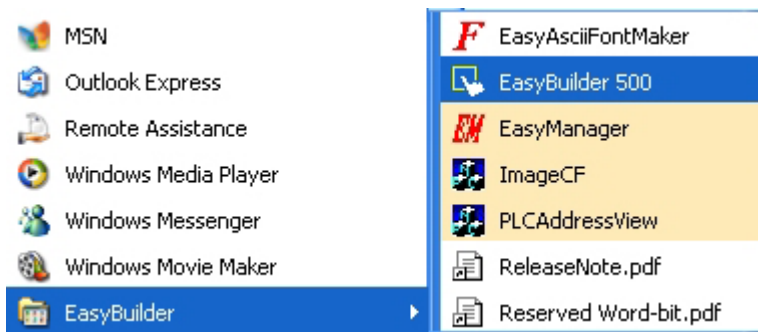 MSN
Outlook Express
Remote Assistance
Windows Media Player
Windows Messenger
Windows Movie Maker
EasyBuilder
EasyAsciiFontMaker
EasyBuilder 500
EasyManager
ImageCF
PLCAddressView
ReleaseNote.pdf
Reserved Word-bit.pdf